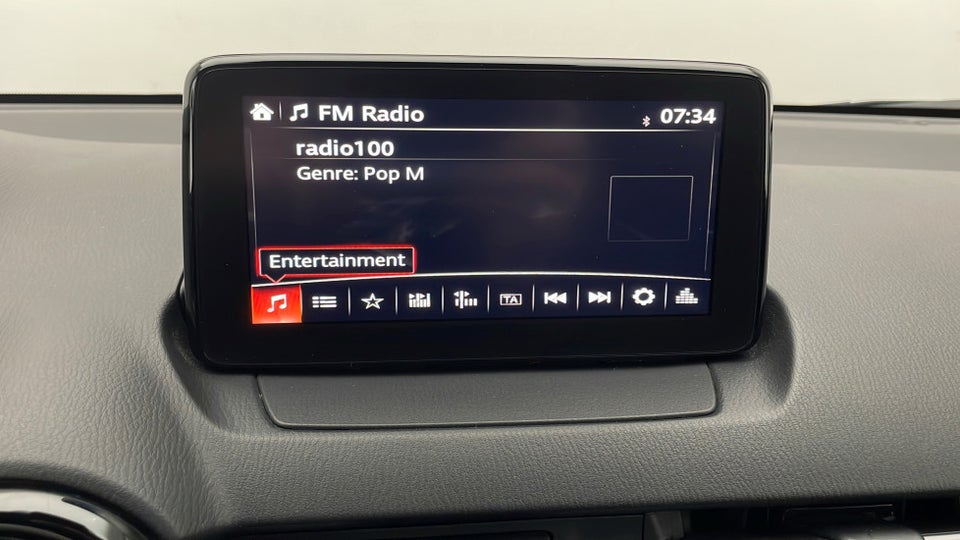 FM Radio 07:34
radio100
Genre: Pop M
Entertainment
TA